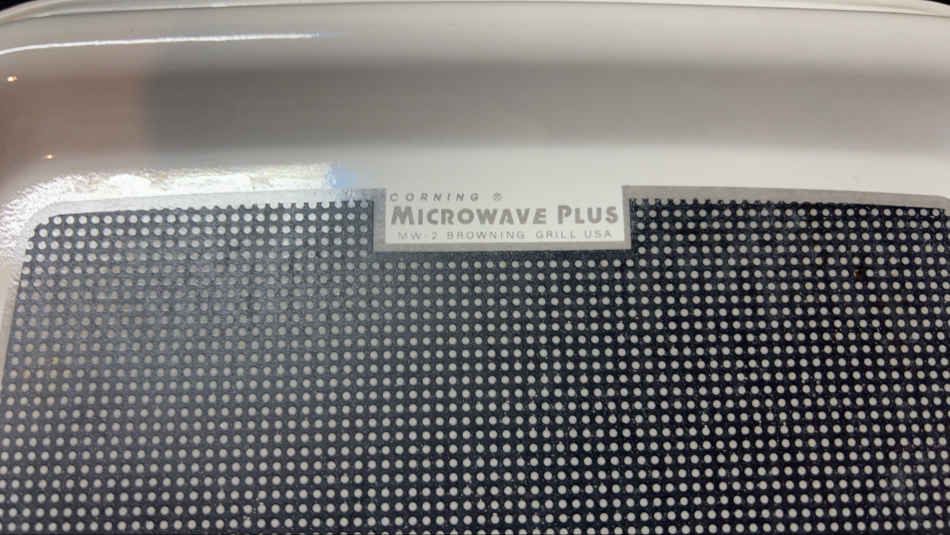 CORNING ®
MICROWAVE PLUS
MW-2 BROWNING GRILL USA